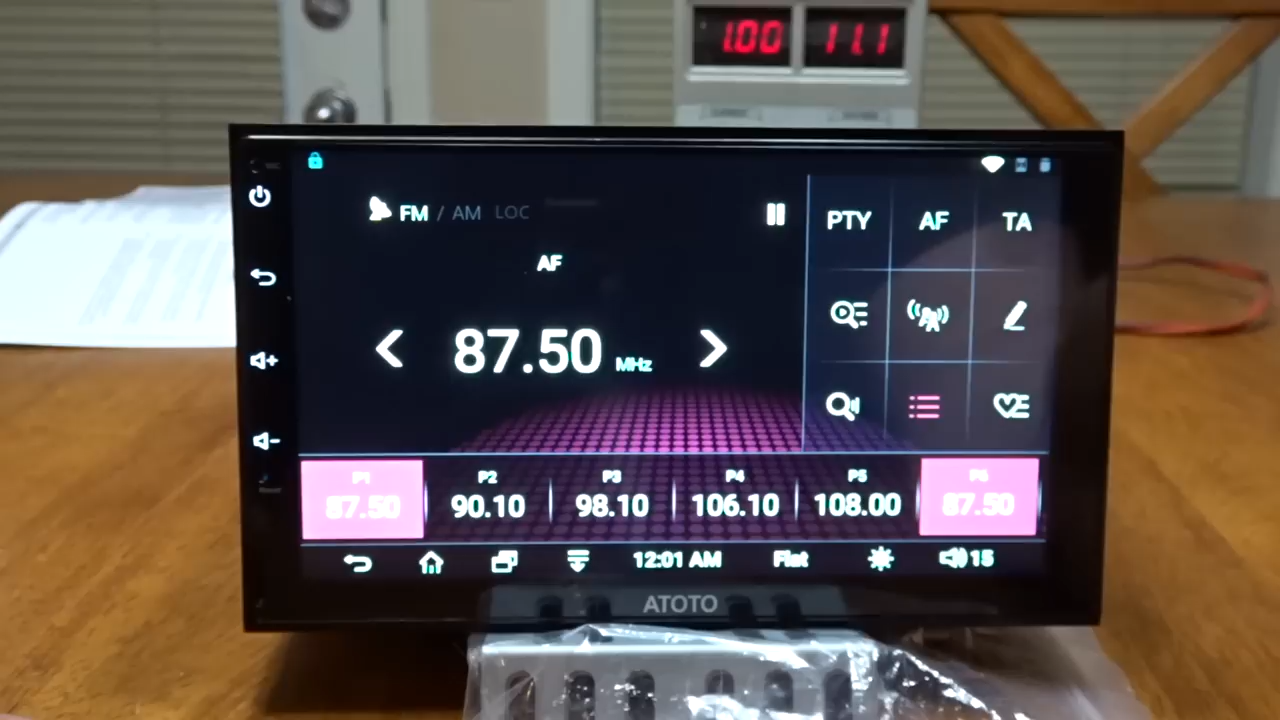 1.00 11.1
FM / AM LOC
PTY AF TA
AF
87.50 MHz
P1 P2 P3 P4 P5 P6
87.50 90.10 98.10 106.10 108.00 87.50
12:01 AM Flat 15
ATOTO